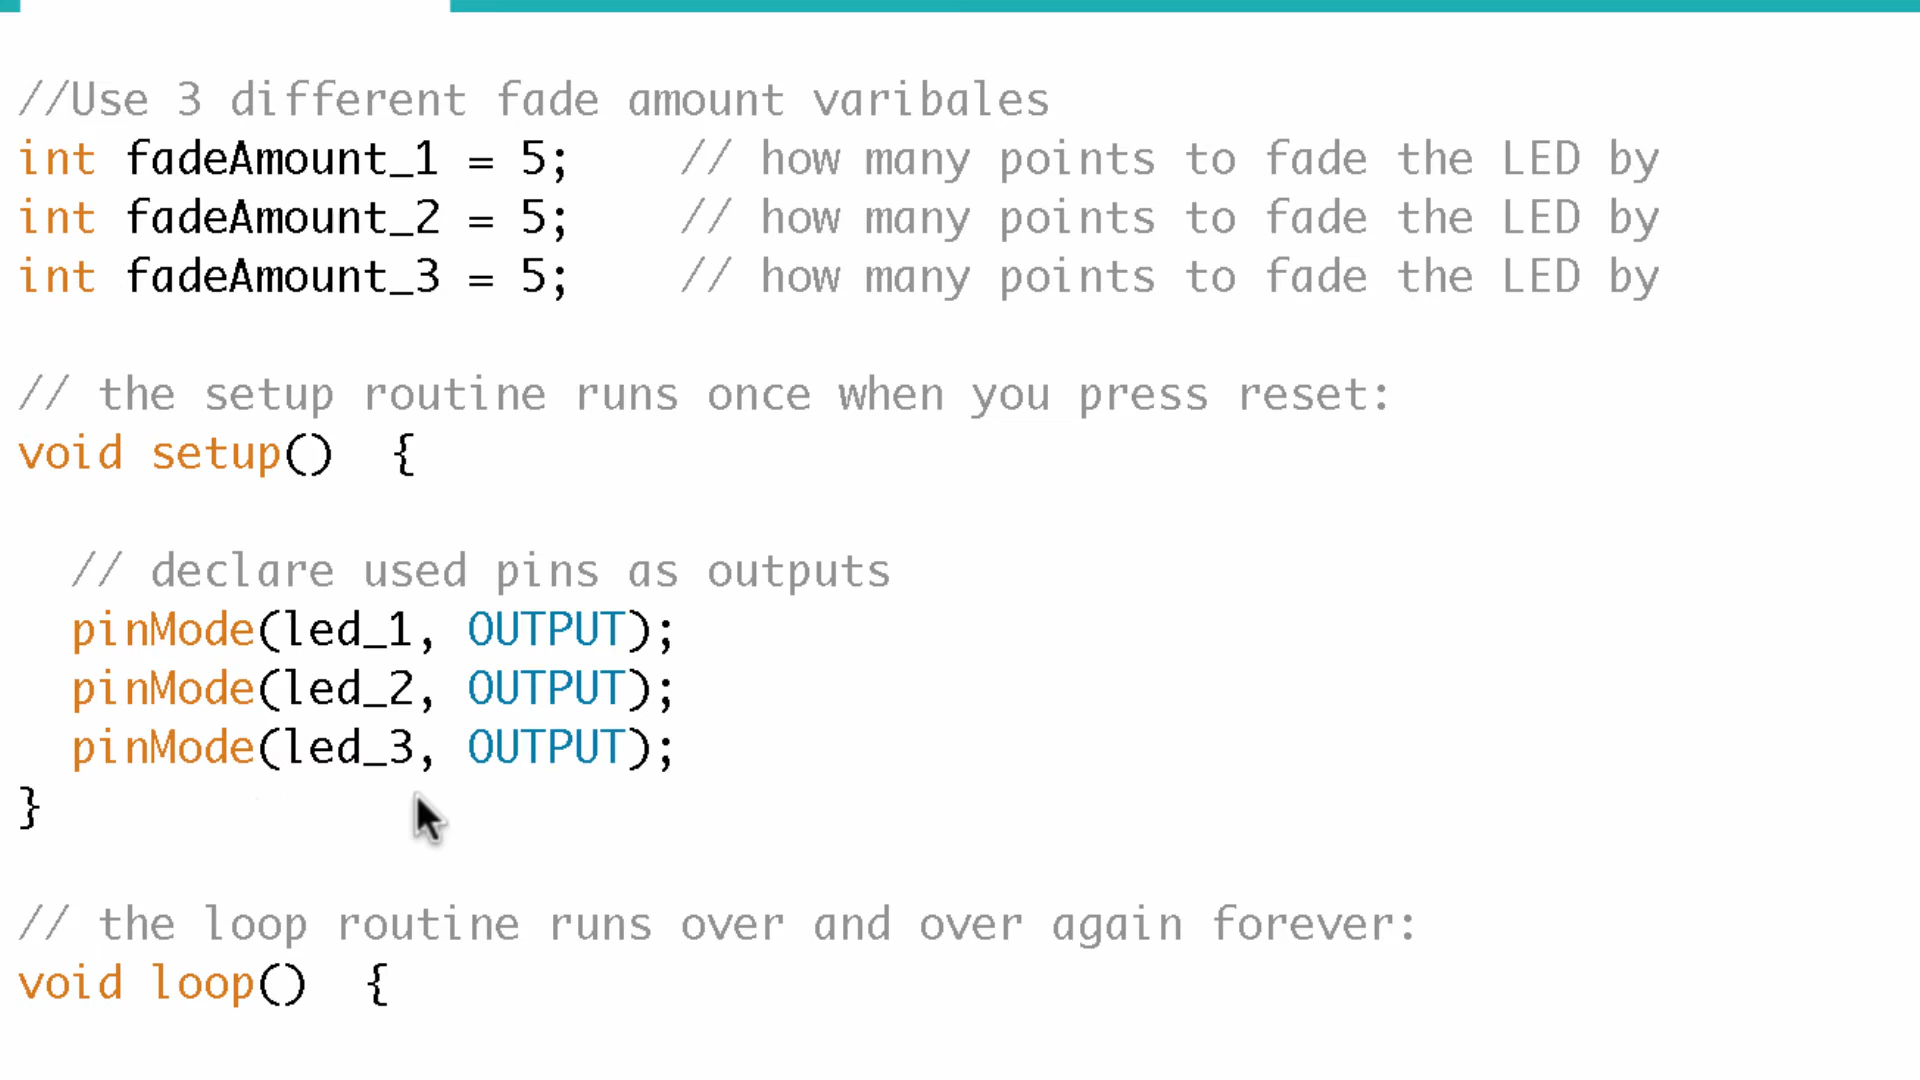 //Use 3 different fade amount varibales
int fadeAmount_1 = 5;    // how many points to fade the LED by
int fadeAmount_2 = 5;    // how many points to fade the LED by
int fadeAmount_3 = 5;    // how many points to fade the LED by
// the setup routine runs once when you press reset:
void setup()  {
  // declare used pins as outputs
  pinMode(led_1, OUTPUT);
  pinMode(led_2, OUTPUT);
  pinMode(led_3, OUTPUT);
}
// the loop routine runs over and over again forever:
void loop()  {